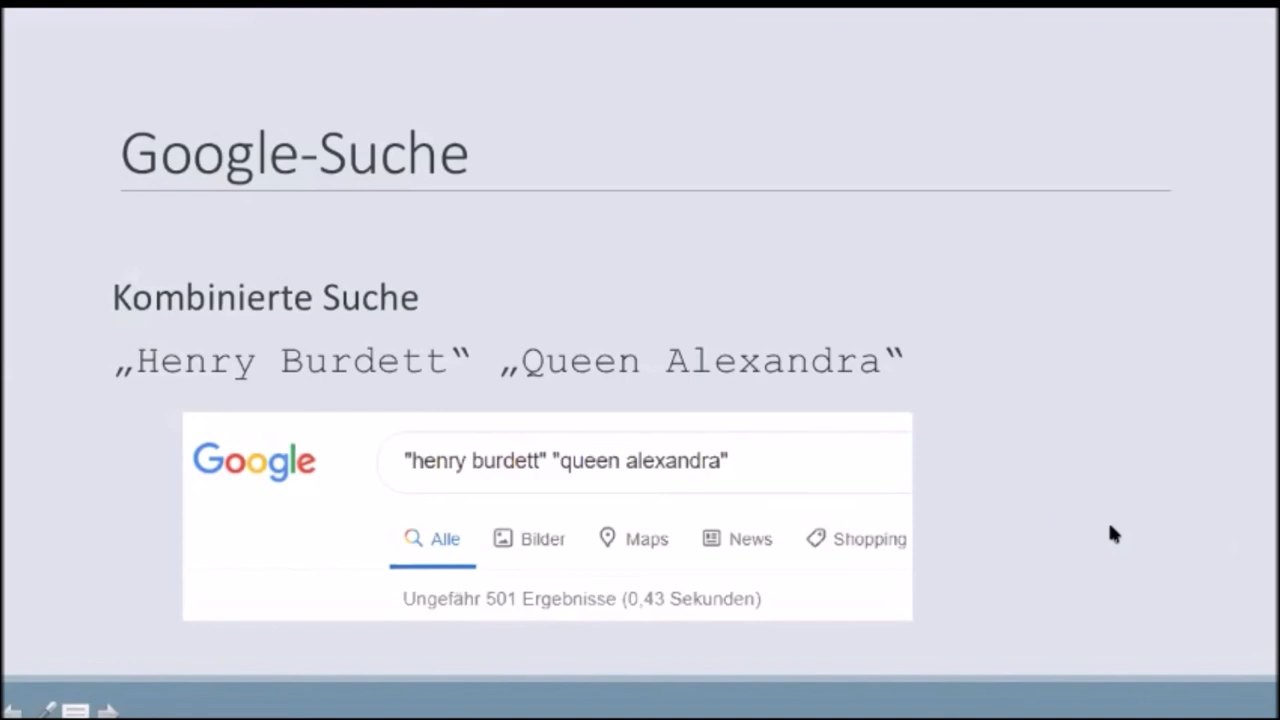 Google-Suche
Kombinierte Suche
„Henry Burdett“ „Queen Alexandra“
Google "henry burdett" "queen alexandra"
Alle Bilder Maps News Shopping
Ungefähr 501 Ergebnisse (0,43 Sekunden)